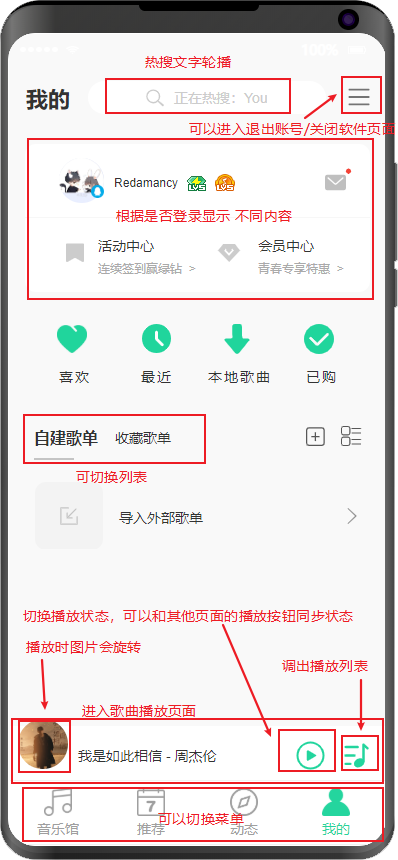 100%
热搜文字轮播
我的
正在热搜：You
可以进入退出账号/关闭软件页面
Redamancy
根据是否登录显示 不同内容
活动中心
会员中心
连续签到赢绿钻 >
青春专享特惠 >
喜欢
最近
本地歌曲
已购
自建歌单
收藏歌单
可切换列表
导入外部歌单
切换播放状态，可以和其他页面的播放按钮同步状态
播放时图片会旋转
调出播放列表
进入歌曲播放页面
我是如此相信 - 周杰伦
7
可以切换菜单
音乐馆
推荐
动态
我的